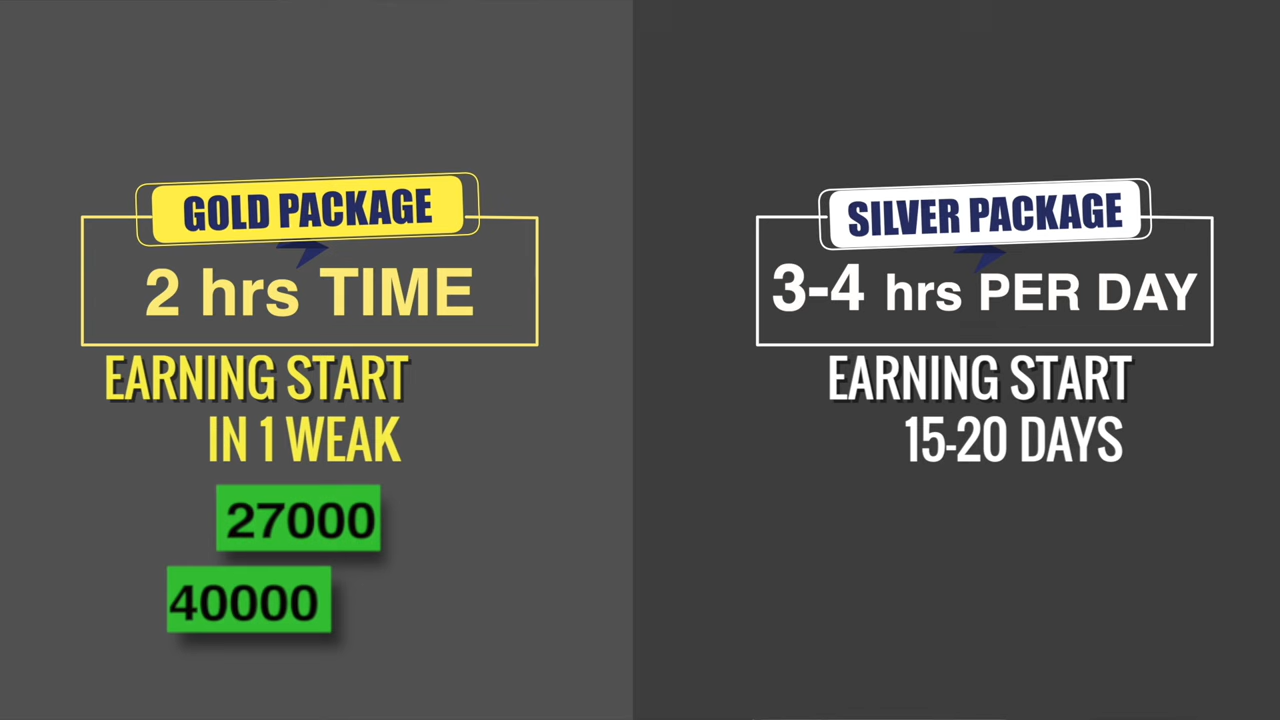 GOLD PACKAGE
2 hrs TIME
EARNING START
IN 1 WEAK
27000
40000
SILVER PACKAGE
3-4 hrs PER DAY
EARNING START
15-20 DAYS